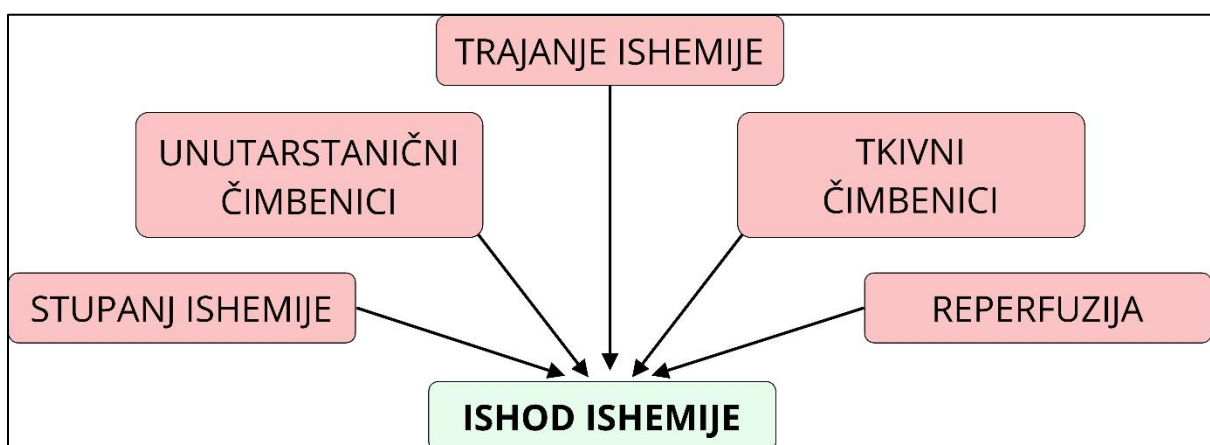 TRAJANJE ISHEMIJE
UNUTARSTANIČNI
ČIMBENICI
TKIVNI
ČIMBENICI
STUPANJ ISHEMIJE
REPERFUZIJA
ISHOD ISHEMIJE